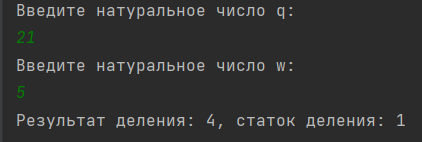 Введите натуральное число q:
21
Введите натуральное число w:
5
Результат деления: 4, статок деления: 1